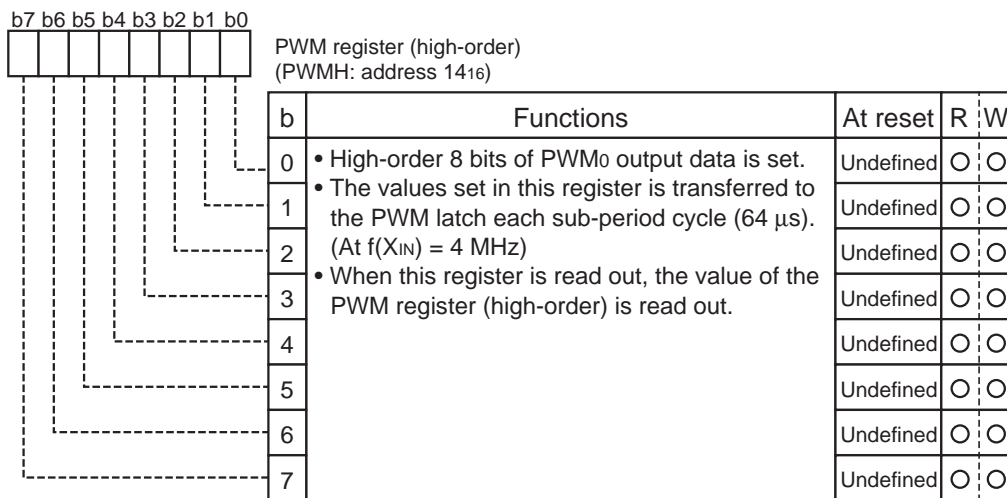 b7 b6 b5 b4 b3 b2 b1 b0
PWM register (high-order)
(PWMH: address 1416)
b Functions At reset R W
0 • High-order 8 bits of PWM0 output data is set. Undefined
• The values set in this register is transferred to
1 the PWM latch each sub-period cycle (64 µs). Undefined
2 (At f(XIN) = 4 MHz) Undefined
• When this register is read out, the value of the
3 PWM register (high-order) is read out. Undefined
4 Undefined
5 Undefined
6 Undefined
7 Undefined